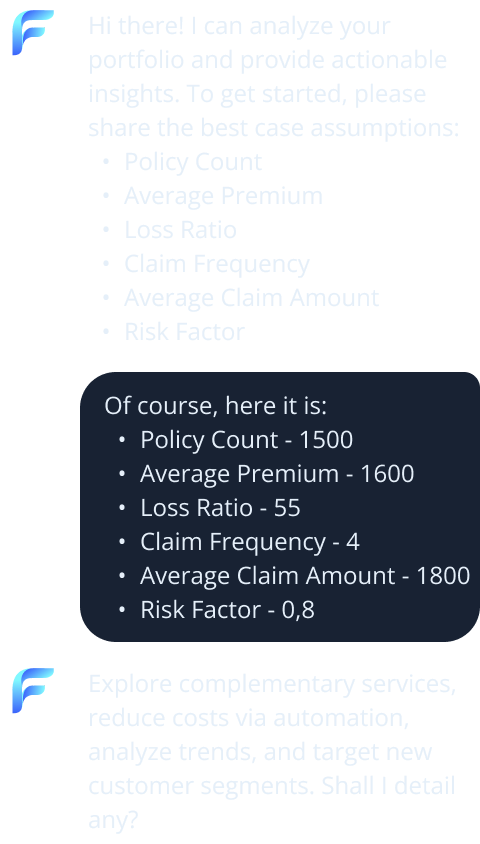 Hi there! I can analyze your
portfolio and provide actionable
insights. To get started, please
share the best case assumptions:
• Policy Count
• Average Premium
• Loss Ratio
• Claim Frequency
• Average Claim Amount
• Risk Factor
Of course, here it is:
• Policy Count - 1500
• Average Premium - 1600
• Loss Ratio - 55
• Claim Frequency - 4
• Average Claim Amount - 1800
• Risk Factor - 0,8
Explore complementary services,
reduce costs via automation,
analyze trends, and target new
customer segments. Shall I detail
any?